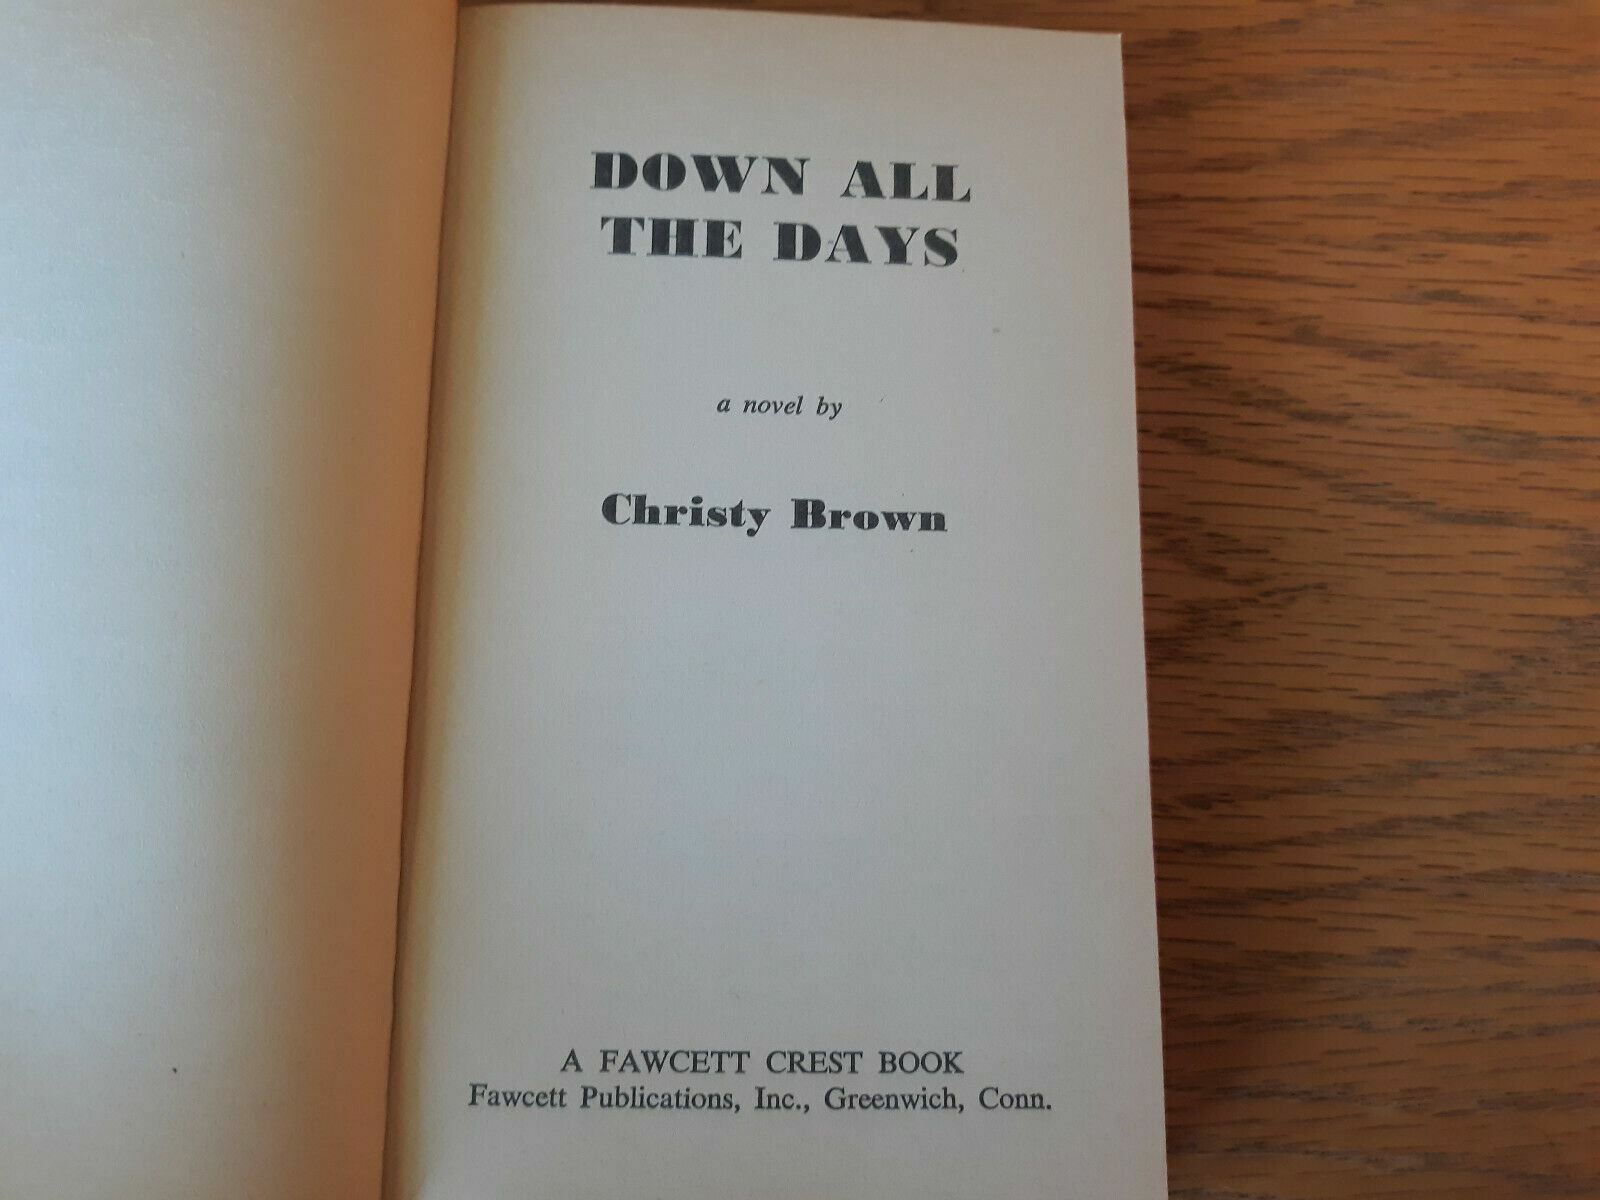 DOWN ALL
THE DAYS
a novel by
Christy Brown
A FAWCETT CREST BOOK
Fawcett Publications, Inc., Greenwich, Conn.